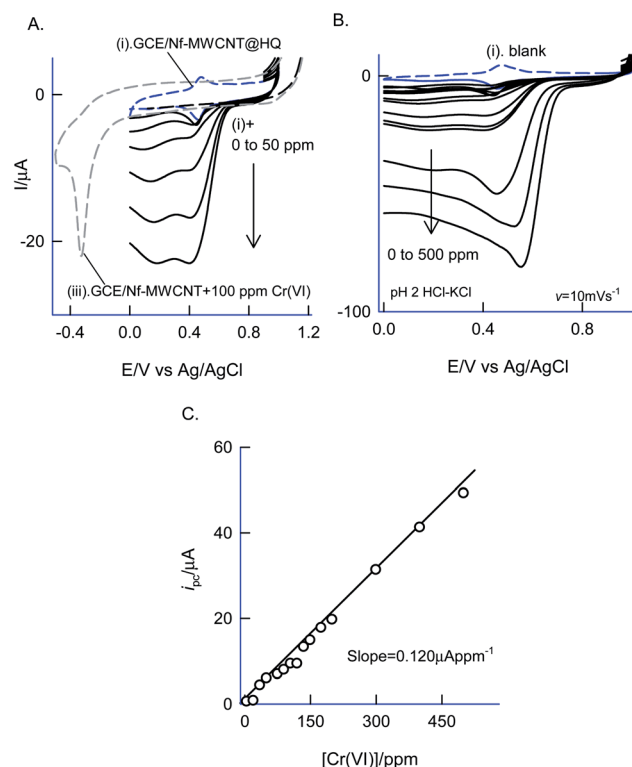 A.
(i).GCE/Nf-MWCNT@HQ
0
(i)+
0 to 50 ppm
I/μA
-20
(iii).GCE/Nf-MWCNT+100 ppm Cr(VI)
-0.4
0.0
0.4
0.8
1.2
E/V vs Ag/AgCl
B.
(i). blank
0
0 to 500 ppm
pH 2 HCl-KCl
v=10mVs-1
-100
0.0
0.4
0.8
E/V vs Ag/AgCl
C.
60
40
20
0
ipc/μA
Slope=0.120μAppm-1
0
150
300
450
[Cr(VI)]/ppm